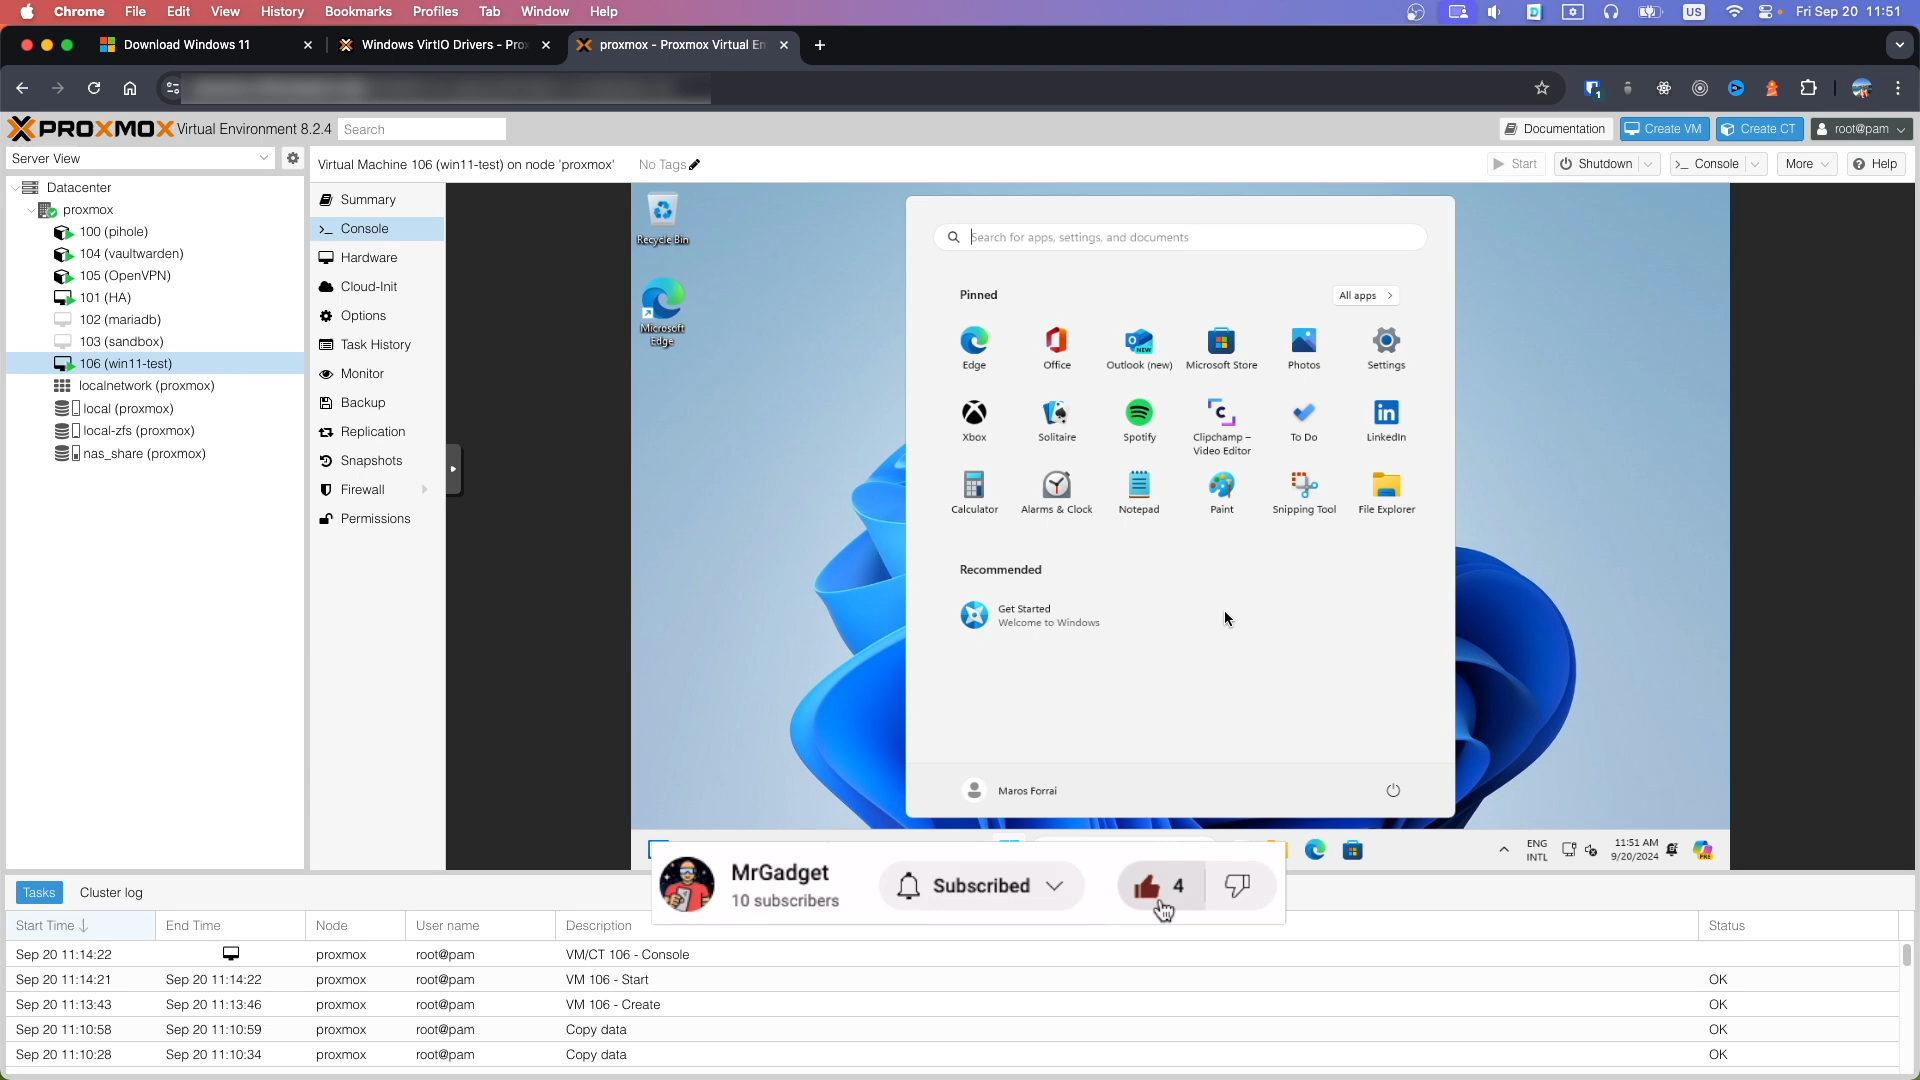 Chrome File Edit View History Bookmarks Profiles Tab Window Help US Fri Sep 20 11:51
Download Windows 11 Windows VirtIO Drivers - Pro proxmox - Proxmox Virtual En
1
PROXMOX Virtual Environment 8.2.4 Search Documentation Create VM Create CT root@pam
Server View Virtual Machine 106 (win11-test) on node 'proxmox' No Tags Start Shutdown Console More Help
Datacenter
proxmox
100 (pihole)
104 (vaultwarden)
105 (OpenVPN)
101 (HA)
102 (mariadb)
103 (sandbox)
106 (win11-test)
localnetwork (proxmox)
local (proxmox)
local-zfs (proxmox)
nas_share (proxmox)
Summary
Console
Hardware
Cloud-Init
Options
Task History
Monitor
Backup
Replication
Snapshots
Firewall
Permissions
Recycle Bin
Microsoft
Edge
Search for apps, settings, and documents
Pinned All apps
Edge Office Outlook (new) Microsoft Store Photos Settings
NEW
Xbox Solitaire Spotify Clipchamp – Video Editor To Do LinkedIn
Calculator Alarms & Clock Notepad Paint Snipping Tool File Explorer
Recommended
Get Started
Welcome to Windows
Maros Forrai
ENG
INTL
11:51 AM
9/20/2024
PRE
MrGadget
10 subscribers
Subscribed
4
Tasks Cluster log
Start Time End Time Node User name Description Status
Sep 20 11:14:22 proxmox root@pam VM/CT 106 - Console
Sep 20 11:14:21 Sep 20 11:14:22 proxmox root@pam VM 106 - Start OK
Sep 20 11:13:43 Sep 20 11:13:46 proxmox root@pam VM 106 - Create OK
Sep 20 11:10:58 Sep 20 11:10:59 proxmox root@pam Copy data OK
Sep 20 11:10:28 Sep 20 11:10:34 proxmox root@pam Copy data OK